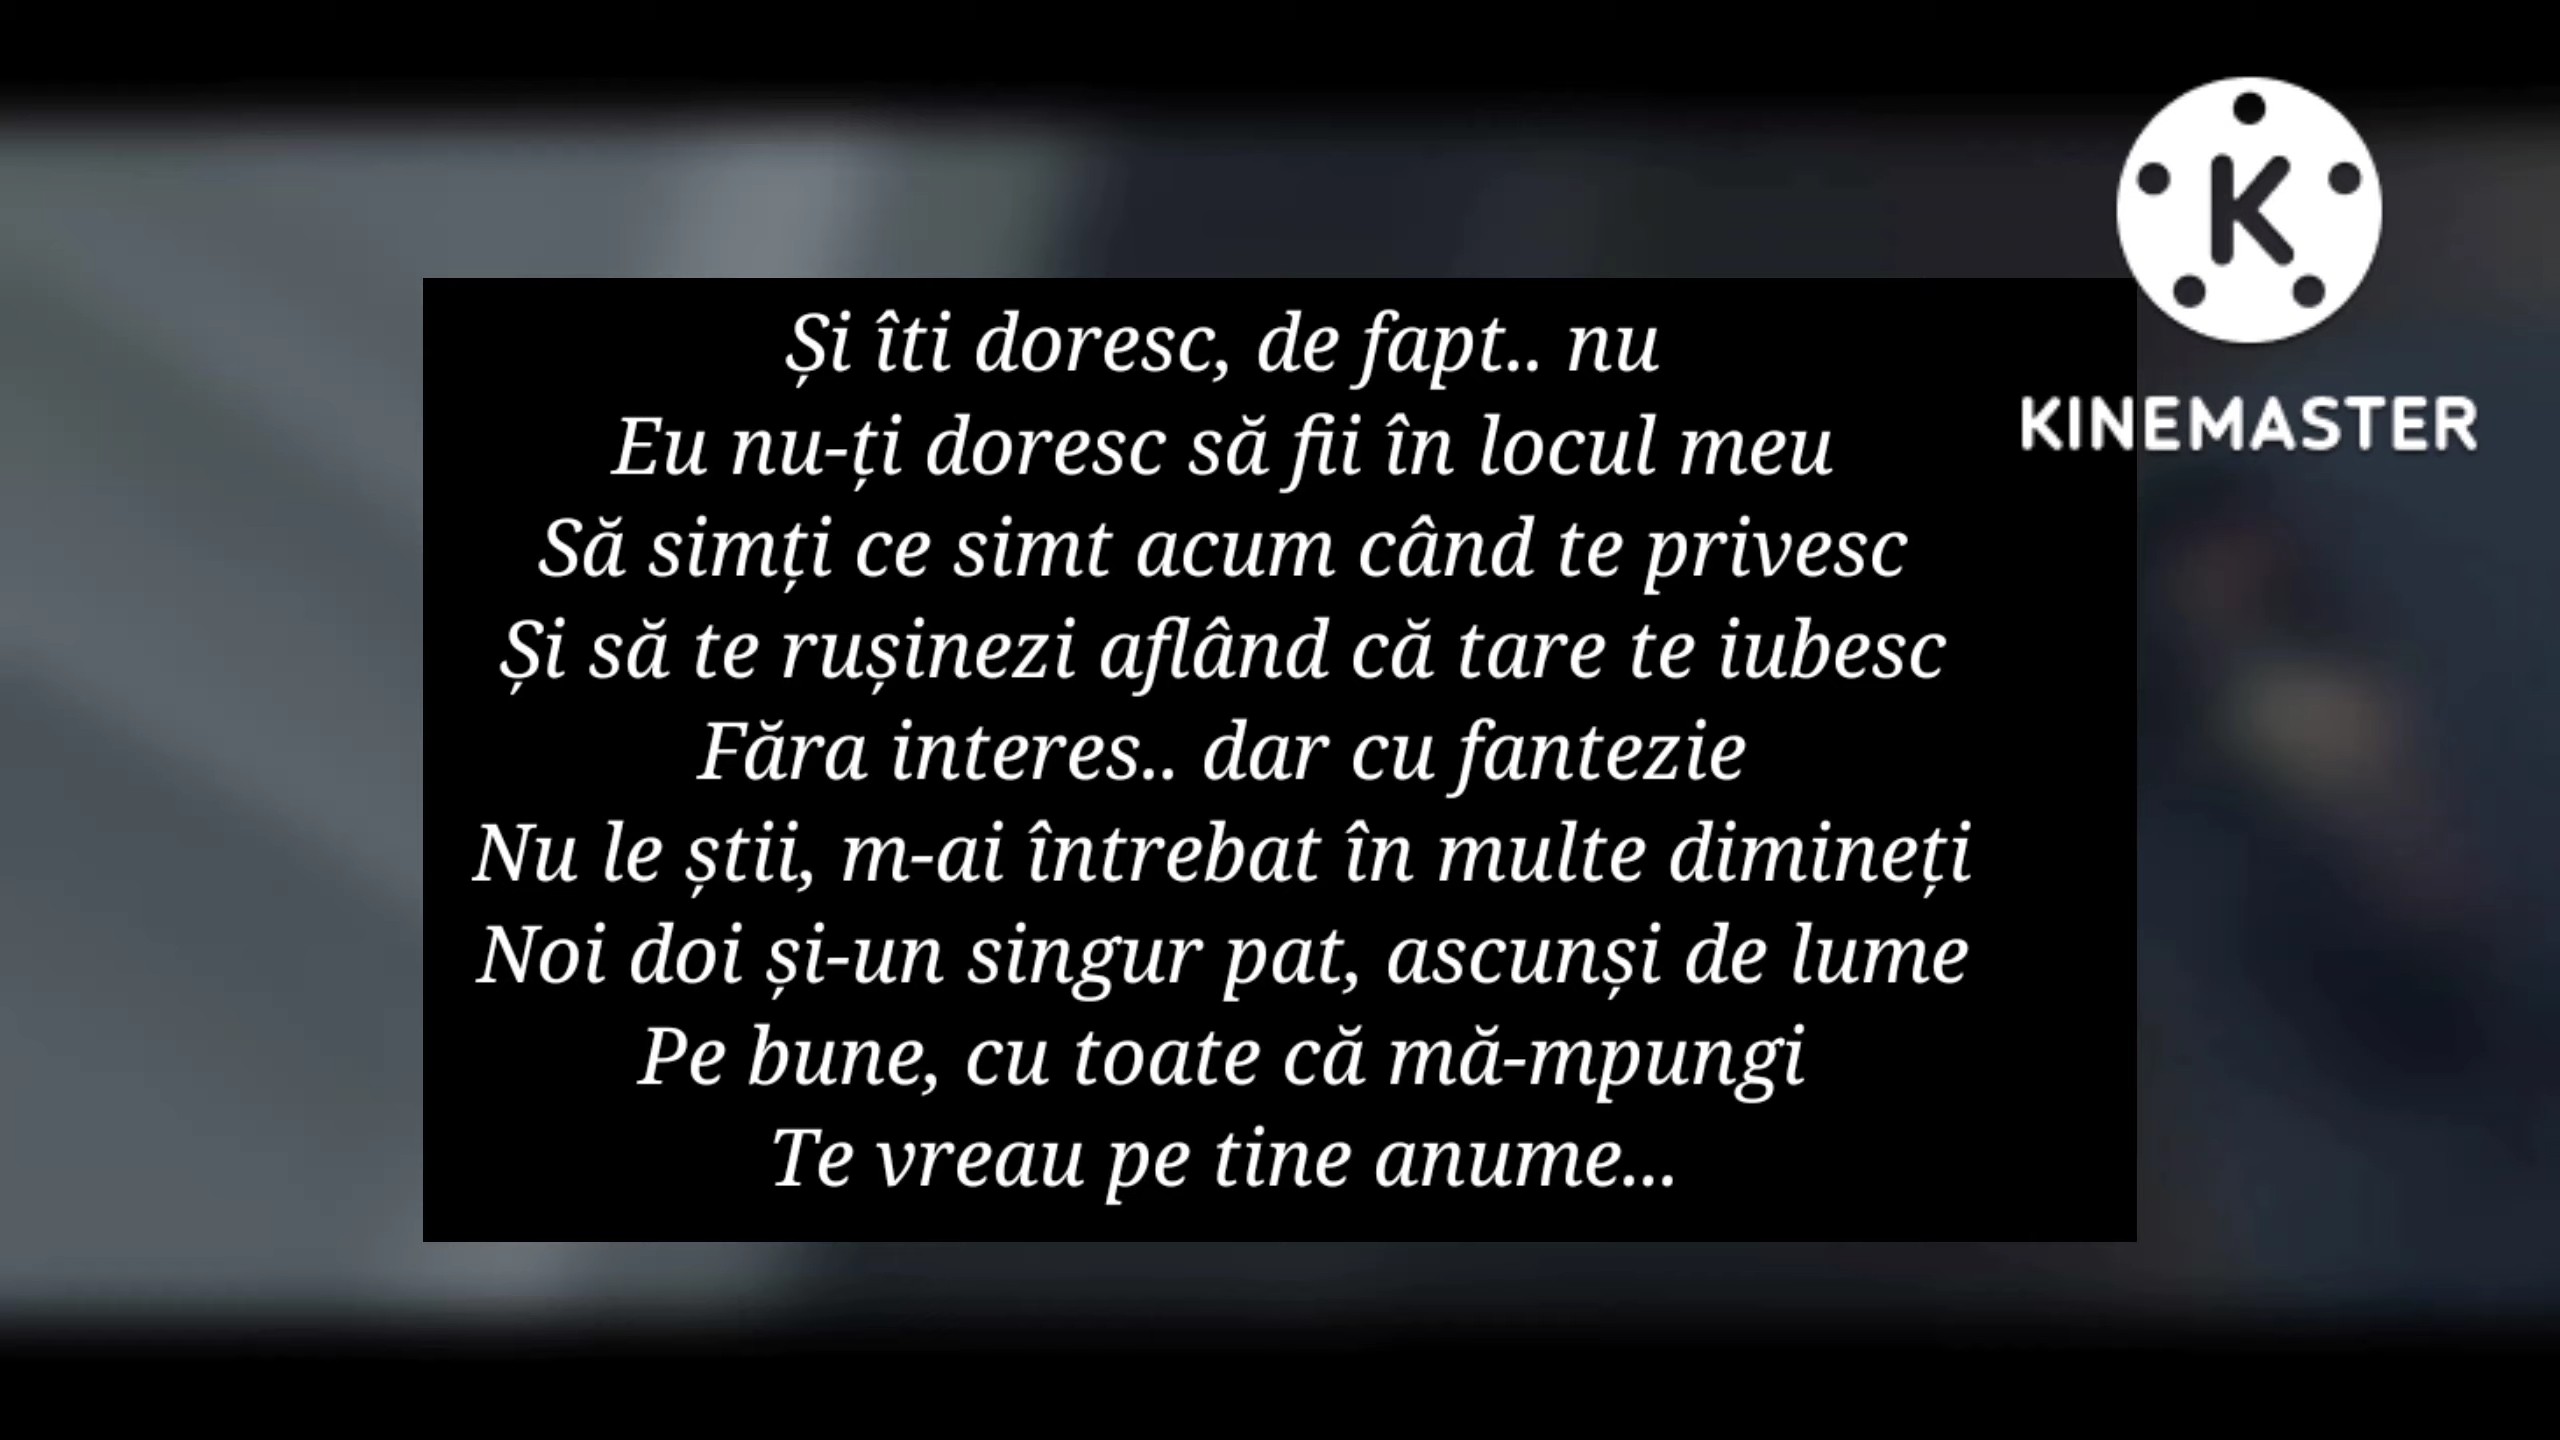 Și îti doresc, de fapt.. nu
Eu nu-ți doresc să fii în locul meu
Să simți ce simt acum când te privesc
Și să te rușinezi aflând că tare te iubesc
Făra interes.. dar cu fantezie
Nu le știi, m-ai întrebat în multe dimineți
Noi doi și-un singur pat, ascunși de lume
Pe bune, cu toate că mă-mpungi
Te vreau pe tine anume...
K
KINEMASTER